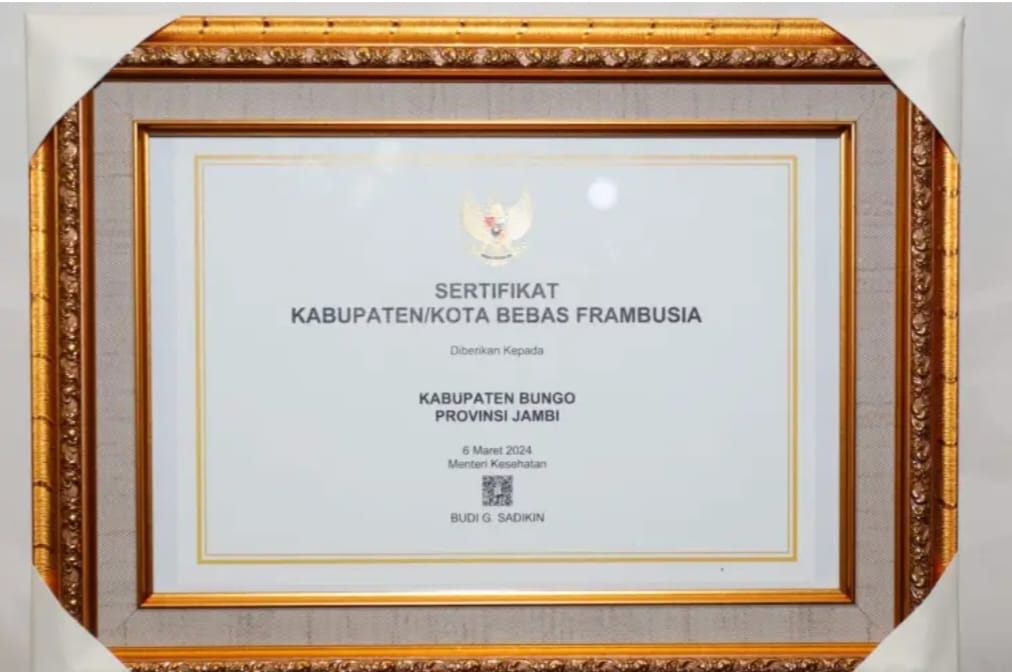 SERTIFIKAT
KABUPATEN/KOTA BEBAS FRAMBUSIA
Diberikan Kepada
KABUPATEN BUNGO
PROVINSI JAMBI
6 Maret 2024
Menteri Kesehatan
BUDI G. SADIKIN